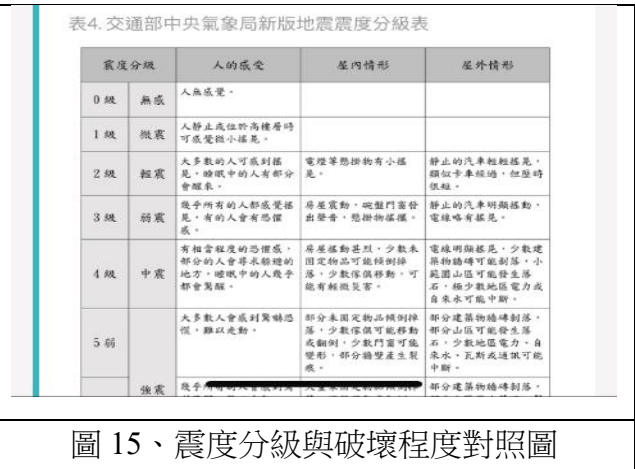 表4. 交通部中央氣象局新版地震震度分級表
震度分級 人的感受 屋內情形 屋外情形
0 級 無感 人無感覺。
1 級 微震 人靜止或位於高樓層時
可感覺微小搖晃。
2 級 輕震 大多數的人可感到搖
晃,睡眠中的人有部分
會醒來。
電燈等懸掛物有小搖
晃。
靜止的汽車輕輕搖晃,
類似卡車經過,但歷時
很短。
3 級 弱震 幾乎所有的人都感覺搖
晃,有的人會有恐懼
感。
房屋震動,碗盤門窗發
出聲音,懸掛物搖擺。
靜止的汽車明顯搖動,
電線略有搖晃。
4 級 中震 有相當程度的恐懼感,
部分的人會尋求躲避的
地方,睡眠中的人幾乎
都會驚醒。
房屋搖動甚烈,少數未
固定物品可能傾倒掉
落,少數傢俱移動,可
能有輕微災害。
電線明顯搖晃,少數建
築物牆磚可能剝落,小
範圍山區可能發生落
石,極少數地區電力或
自來水可能中斷。
5 弱
強震
大多數人會感到驚嚇恐
慌,難以走動。
部分未固定物品傾倒掉
落,少數傢俱可能移動
或翻倒,少數門窗可能
變形,部分牆壁產生裂
痕。
部分建築物牆磚剝落,
部分山區可能發生落
石,少數地區電力、自
來水、瓦斯或通訊可能
中斷。
幾乎
部分建築物牆磚剝落,
圖 15、震度分級與破壞程度對照圖